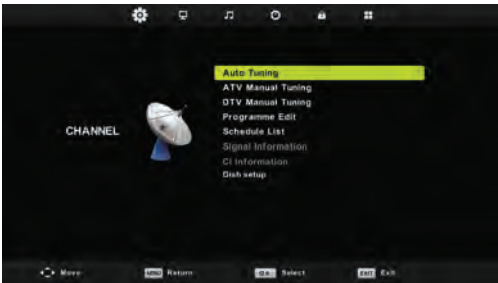 Auto Tuning
ATV Manual Tuning
DTV Manual Tuning
Programme Edit
CHANNEL
Schedule List
Signal Information
CI Information
Dish setup
Move MENU Return OK Select EXIT Exit